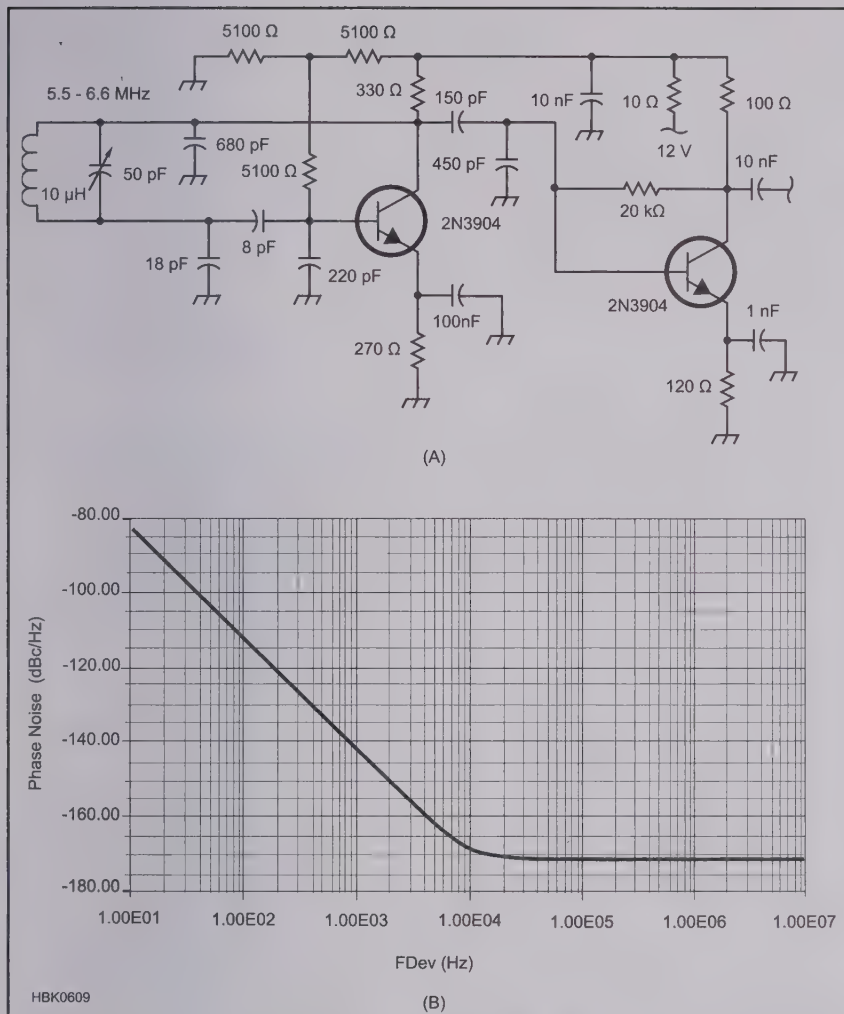 5100 Ω 5100 Ω
5.5 - 6.6 MHz
330 Ω
150 pF
10 nF
10 Ω
100 Ω
680 pF
12 V
50 pF
5100 Ω
450 pF
10 nF
10 µH
20 kΩ
8 pF
2N3904
18 pF
220 pF
2N3904
1 nF
100nF
270 Ω
120 Ω
(A)
-80.00
-100.00
-120.00
-140.00
-160.00
-180.00
Phase Noise (dBc/Hz)
1.00E01 1.00E02 1.00E03 1.00E04 1.00E05 1.00E06 1.00E07
FDev (Hz)
HBK0609
(B)